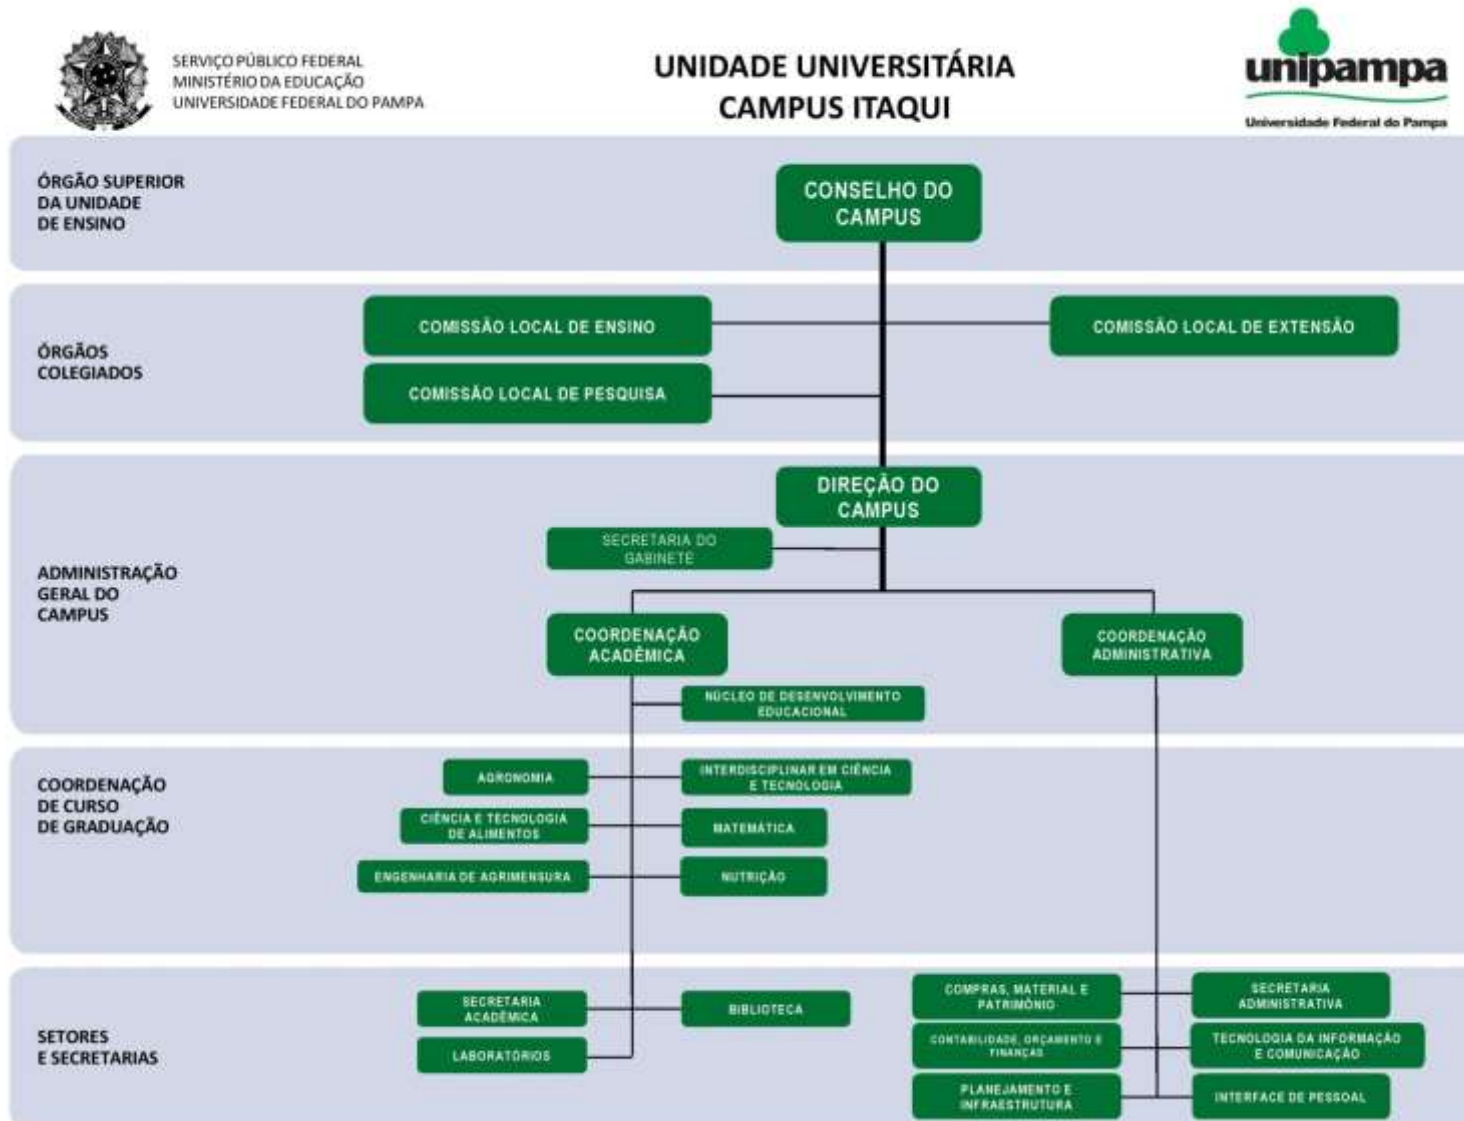 SERVIÇO PÚBLICO FEDERAL
MINISTÉRIO DA EDUCAÇÃO
UNIVERSIDADE FEDERAL DO PAMPA
UNIDADE UNIVERSITÁRIA
CAMPUS ITAQUI
unipampa
Universidade Federal do Pampa
ÓRGÃO SUPERIOR
DA UNIDADE
DE ENSINO
CONSELHO DO
CAMPUS
ÓRGÃOS
COLEGIADOS
COMISSÃO LOCAL DE ENSINO
COMISSÃO LOCAL DE EXTENSÃO
COMISSÃO LOCAL DE PESQUISA
ADMINISTRAÇÃO
GERAL DO
CAMPUS
DIREÇÃO DO
CAMPUS
SECRETARIA DO
GABINETE
COORDENAÇÃO
ACADÊMICA
COORDENAÇÃO
ADMINISTRATIVA
NÚCLEO DE DESENVOLVIMENTO
EDUCACIONAL
COORDENAÇÃO
DE CURSO
DE GRADUAÇÃO
AGRONOMIA
INTERDISCIPLINAR EM CIÊNCIA
E TECNOLOGIA
CIÊNCIA E TECNOLOGIA
DE ALIMENTOS
MATEMÁTICA
ENGENHARIA DE AGRIMENSURA
NUTRIÇÃO
SETORES
E SECRETARIAS
SECRETARIA
ACADÊMICA
BIBLIOTECA
LABORATÓRIOS
COMPRAS, MATERIAL E
PATRIMÔNIO
SECRETARIA
ADMINISTRATIVA
CONTABILIDADE, ORÇAMENTO E
FINANÇAS
TECNOLOGIA DA INFORMAÇÃO
E COMUNICAÇÃO
PLANEJAMENTO E
INFRAESTRUTURA
INTERFACE DE PESSOAL